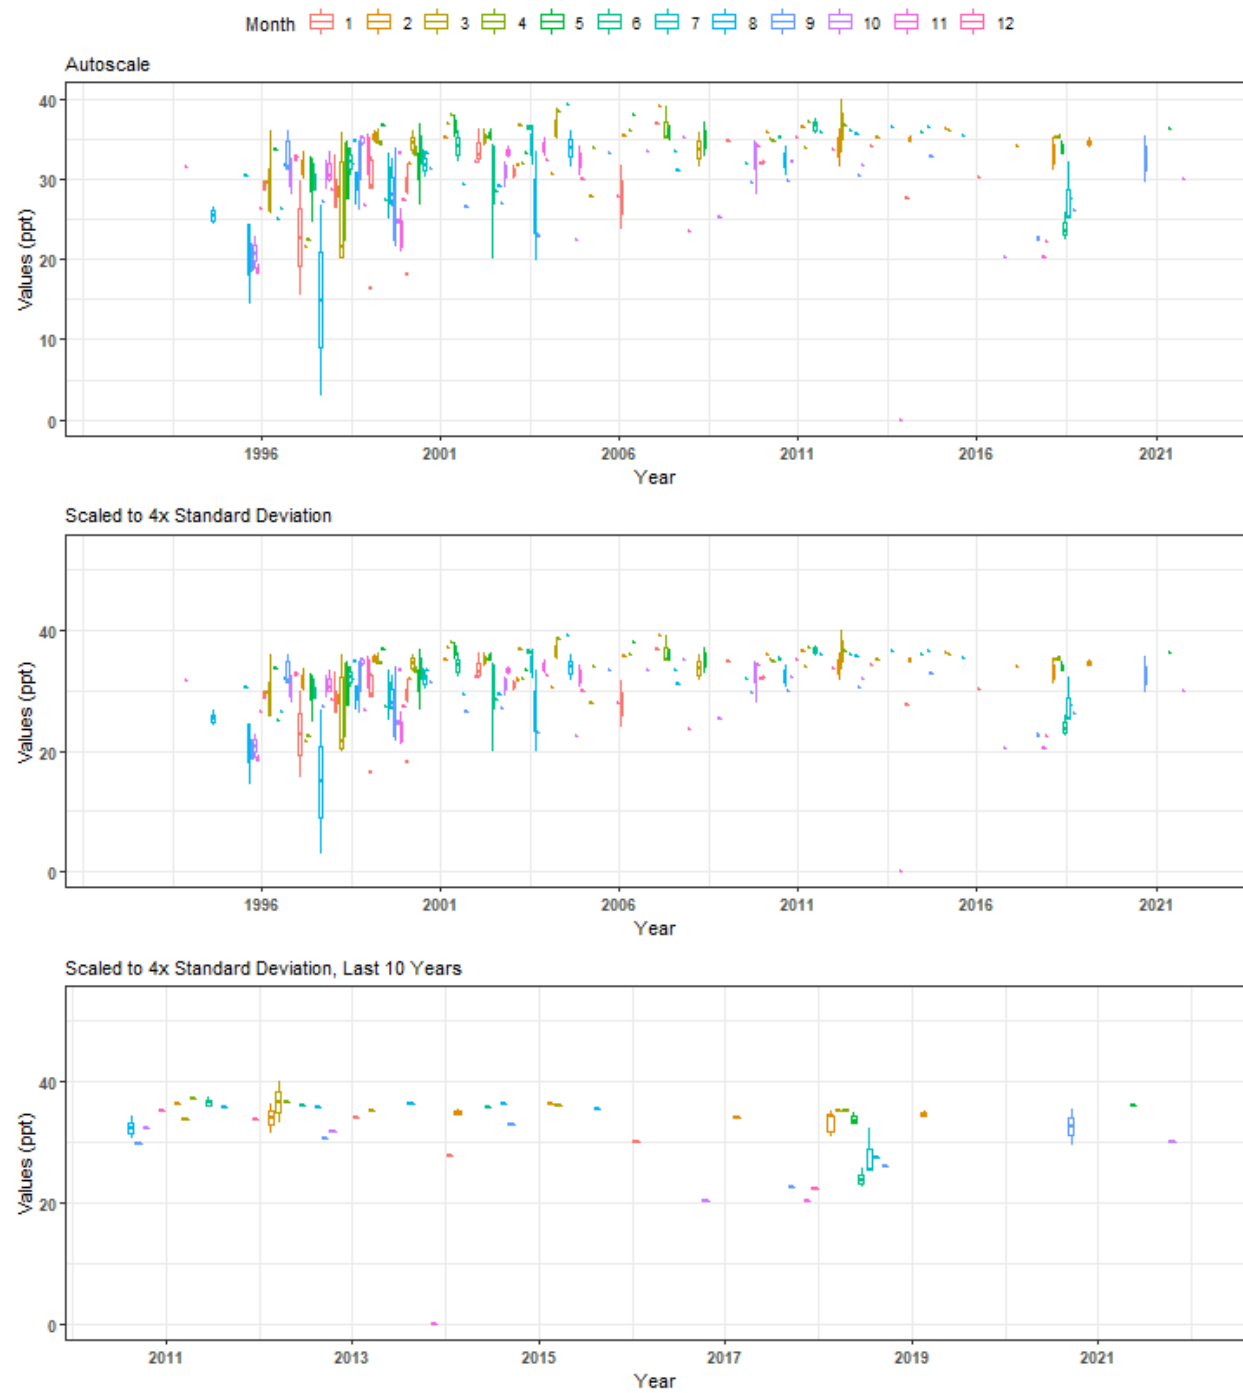 Month 1 2 3 4 5 6 7 8 9 10 11 12
Autoscale
40
30
20
10
0
Values (ppt)
1996 2001 2006 2011 2016 2021
Year
Scaled to 4x Standard Deviation
40
20
0
Values (ppt)
1996 2001 2006 2011 2016 2021
Year
Scaled to 4x Standard Deviation, Last 10 Years
40
20
0
Values (ppt)
2011 2013 2015 2017 2019 2021
Year